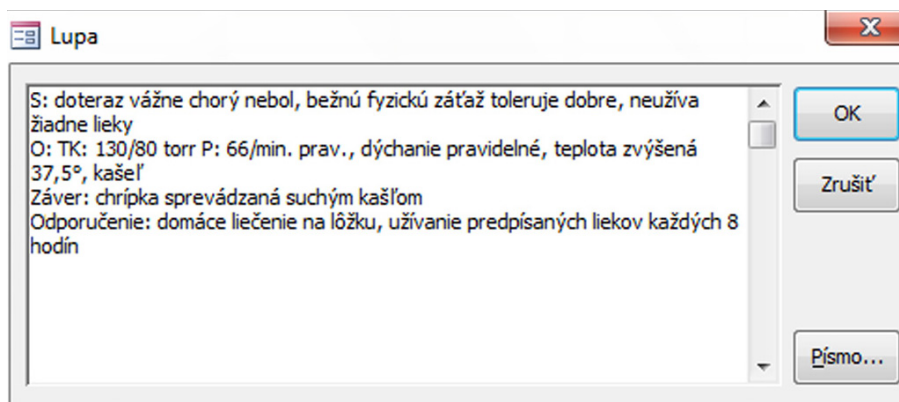 Lupa
S: doteraz vážne chorý nebol, bežnú fyzickú záťaž toleruje dobre, neužíva
žiadne lieky
O: TK: 130/80 torr P: 66/min. prav., dýchanie pravidelné, teplota zvýšená
37,5°, kašeľ
Záver: chrípka sprevádzaná suchým kašľom
Odporučenie: domáce liečenie na lôžku, užívanie predpísaných liekov každých 8
hodín
OK
Zrušiť
Písmo...